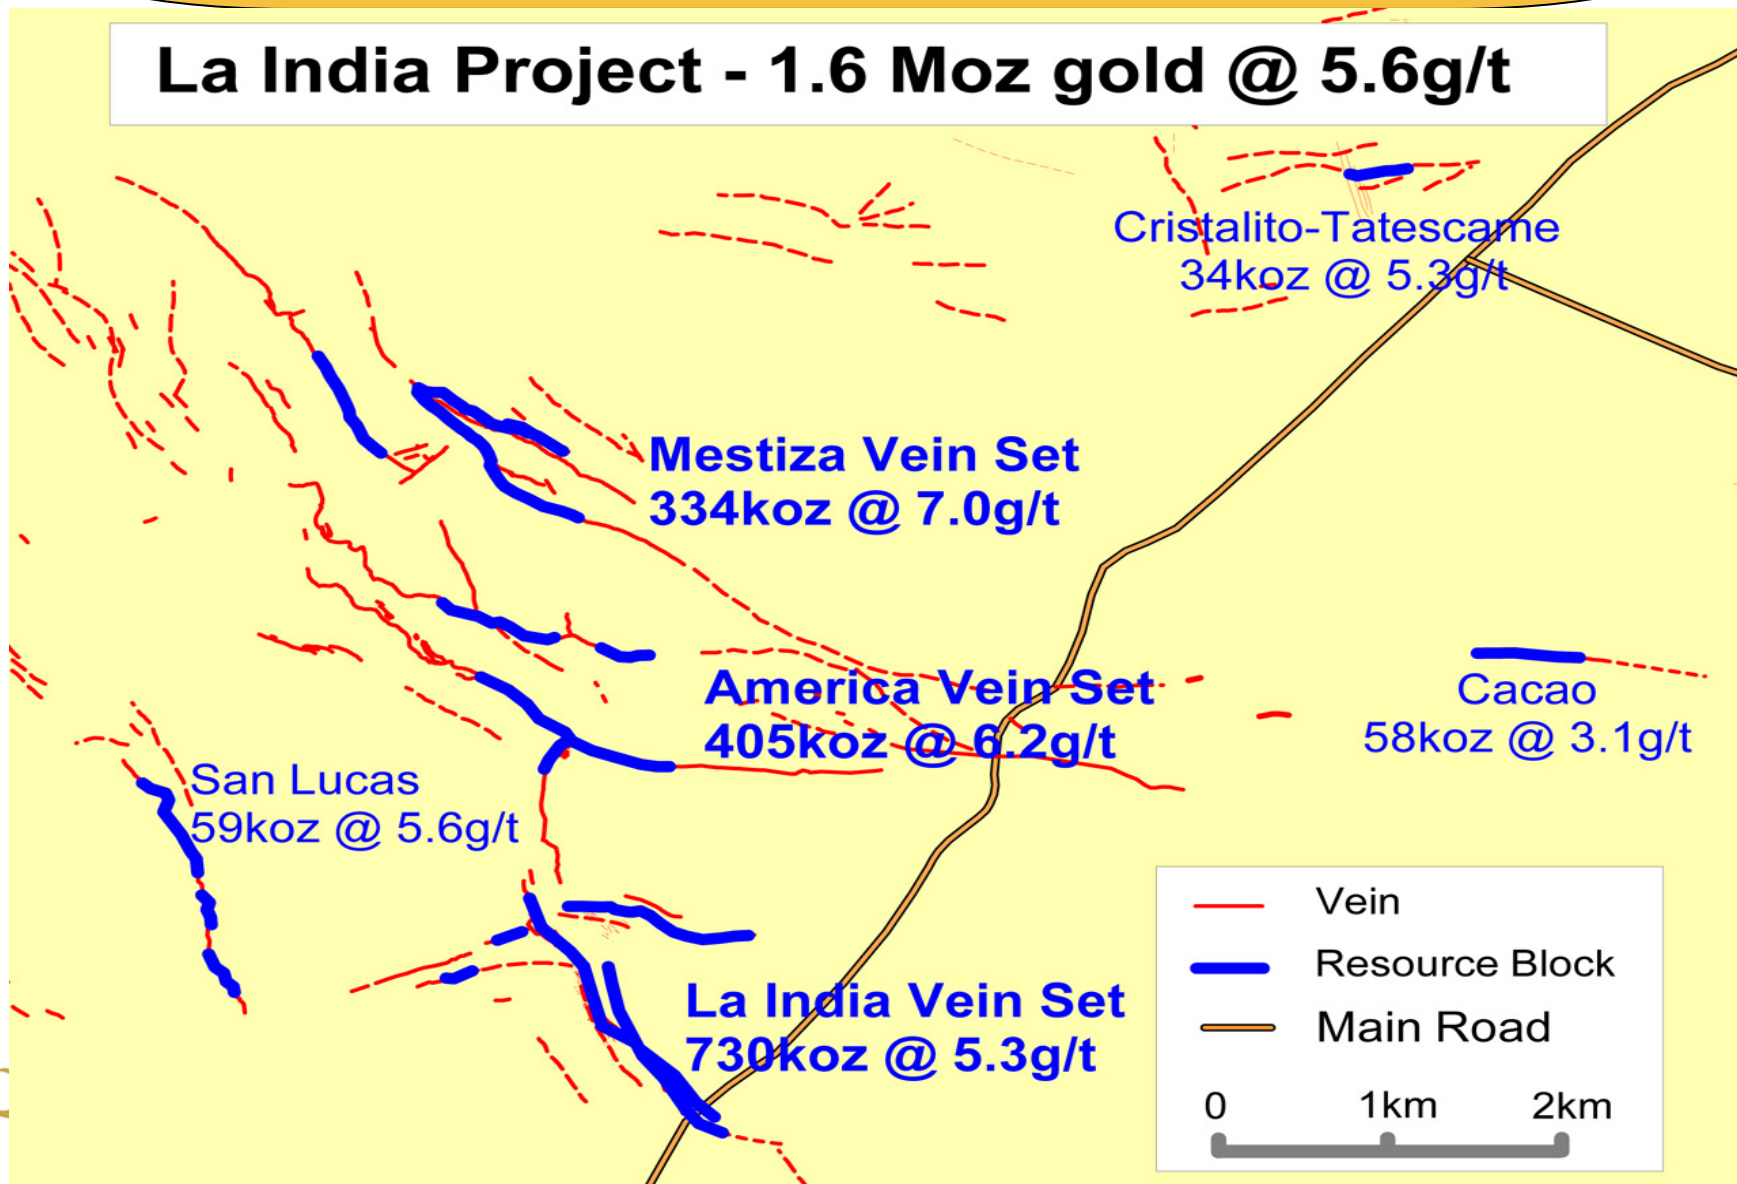 La India Project - 1.6 Moz gold @ 5.6g/t
Cristalito-Tatescame
34koz @ 5.3g/t
Mestiza Vein Set
334koz @ 7.0g/t
America Vein Set
405koz @ 6.2g/t
Cacao
58koz @ 3.1g/t
San Lucas
59koz @ 5.6g/t
La India Vein Set
730koz @ 5.3g/t
Vein
Resource Block
Main Road
0 1km 2km